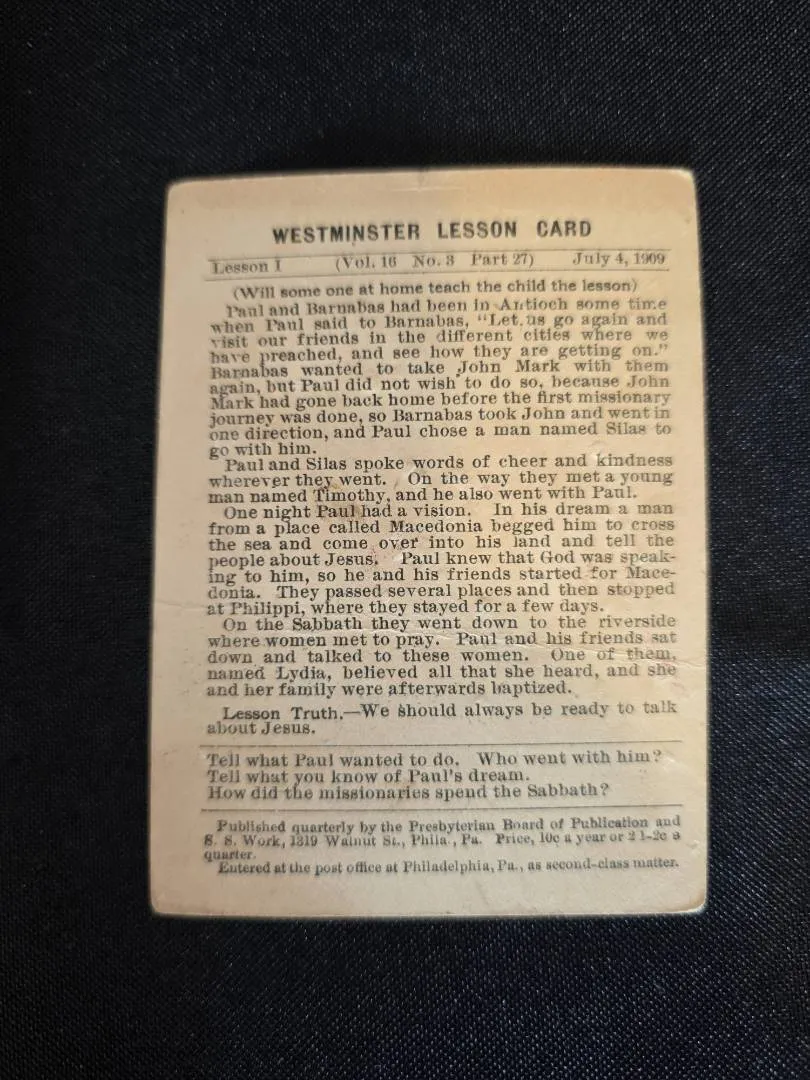 WESTMINSTER LESSON CARD
Lesson I (Vol. 16 No. 3 Part 27) July 4, 1909
(Will some one at home teach the child the lesson)
Paul and Barnabas had been in Antioch some time
when Paul said to Barnabas, "Let us go again and
visit our friends in the different cities where we
have preached, and see how they are getting on."
Barnabas wanted to take John Mark with them
again, but Paul did not wish to do so, because John
Mark had gone back home before the first missionary
journey was done, so Barnabas took John and went in
one direction, and Paul chose a man named Silas to
go with him.
Paul and Silas spoke words of cheer and kindness
wherever they went. On the way they met a young
man named Timothy, and he also went with Paul.
One night Paul had a vision. In his dream a man
from a place called Macedonia begged him to cross
the sea and come over into his land and tell the
people about Jesus. Paul knew that God was speak-
ing to him, so he and his friends started for Mace-
donia. They passed several places and then stopped
at Philippi, where they stayed for a few days.
On the Sabbath they went down to the riverside
where women met to pray. Paul and his friends sat
down and talked to these women. One of them,
named Lydia, believed all that she heard, and she
and her family were afterwards baptized.
Lesson Truth.—We should always be ready to talk
about Jesus.
Tell what Paul wanted to do. Who went with him?
Tell what you know of Paul's dream.
How did the missionaries spend the Sabbath?
Published quarterly by the Presbyterian Board of Publication and
S. S. Work, 1319 Walnut St., Phila., Pa. Price, 10c a year or 2 1-2c a
quarter.
Entered at the post office at Philadelphia, Pa., as second-class matter.